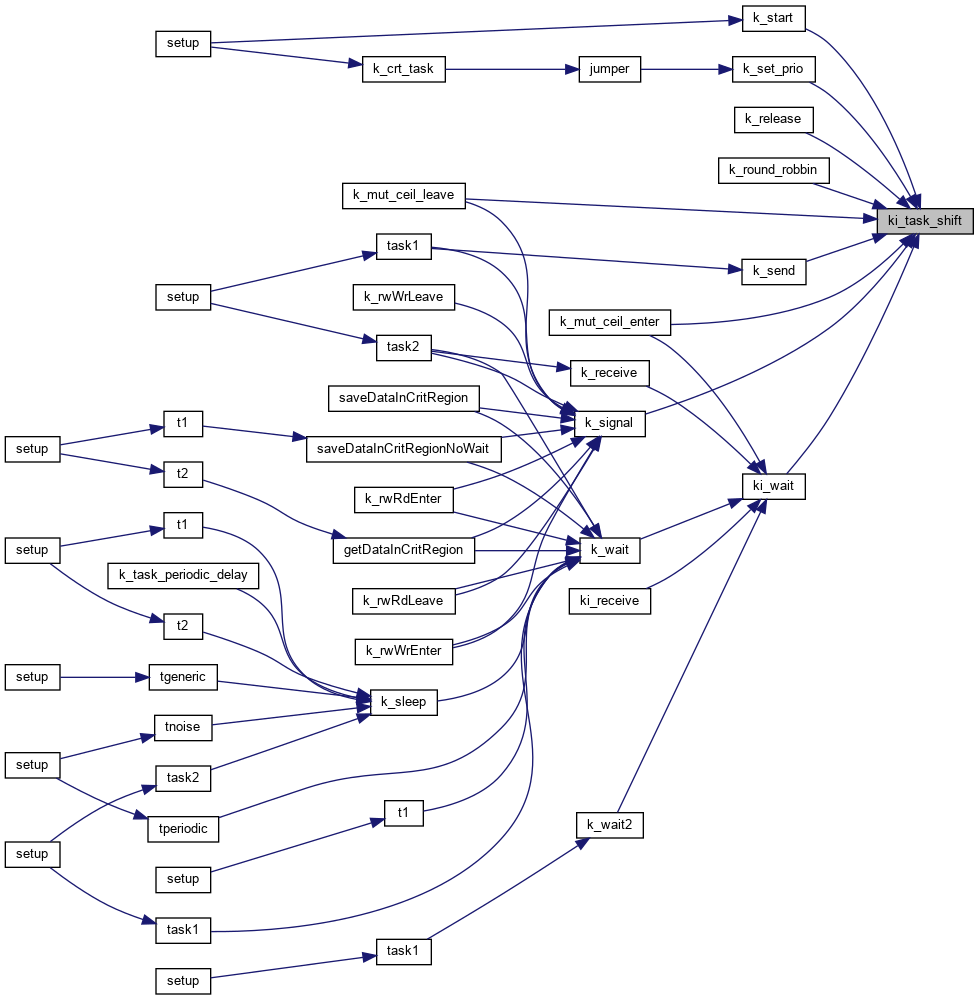 k_start
setup
k_crt_task
jumper
k_set_prio
k_release
k_round_robbin
k_mut_ceil_leave
ki_task_shift
task1
k_send
setup
k_rwWrLeave
k_mut_ceil_enter
task2
k_receive
saveDataInCritRegion
t1
k_signal
setup
saveDataInCritRegionNoWait
t2
ki_wait
k_rwRdEnter
t1
setup
getDataInCritRegion
k_wait
k_task_periodic_delay
k_rwRdLeave
ki_receive
t2
k_rwWrEnter
setup
tgeneric
k_sleep
tnoise
setup
task2
t1
k_wait2
tperiodic
setup
setup
task1
task1
setup